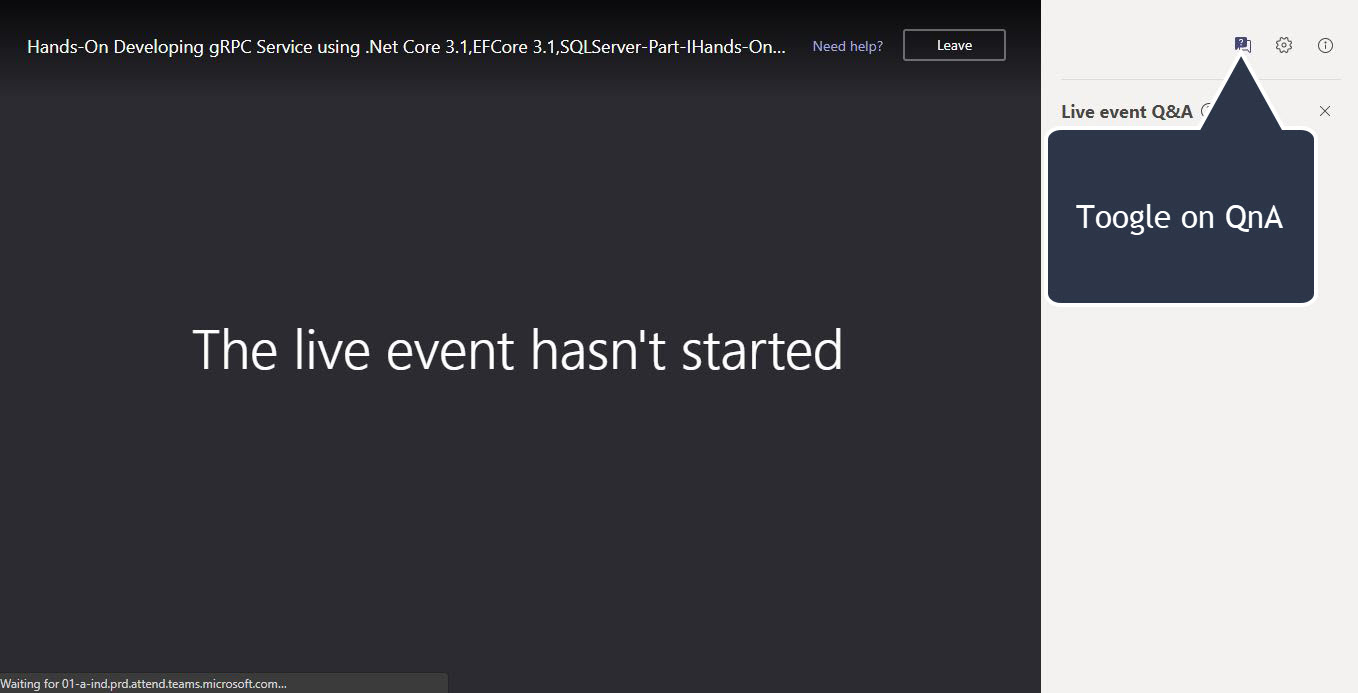 Hands-On Developing gRPC Service using .Net Core 3.1,EFCore 3.1,SQLServer-Part-IHands-On...
Need help?
Leave
Live event Q&A
Toogle on QnA
The live event hasn't started
Waiting for 01-a-ind.prd.attend.teams.microsoft.com...